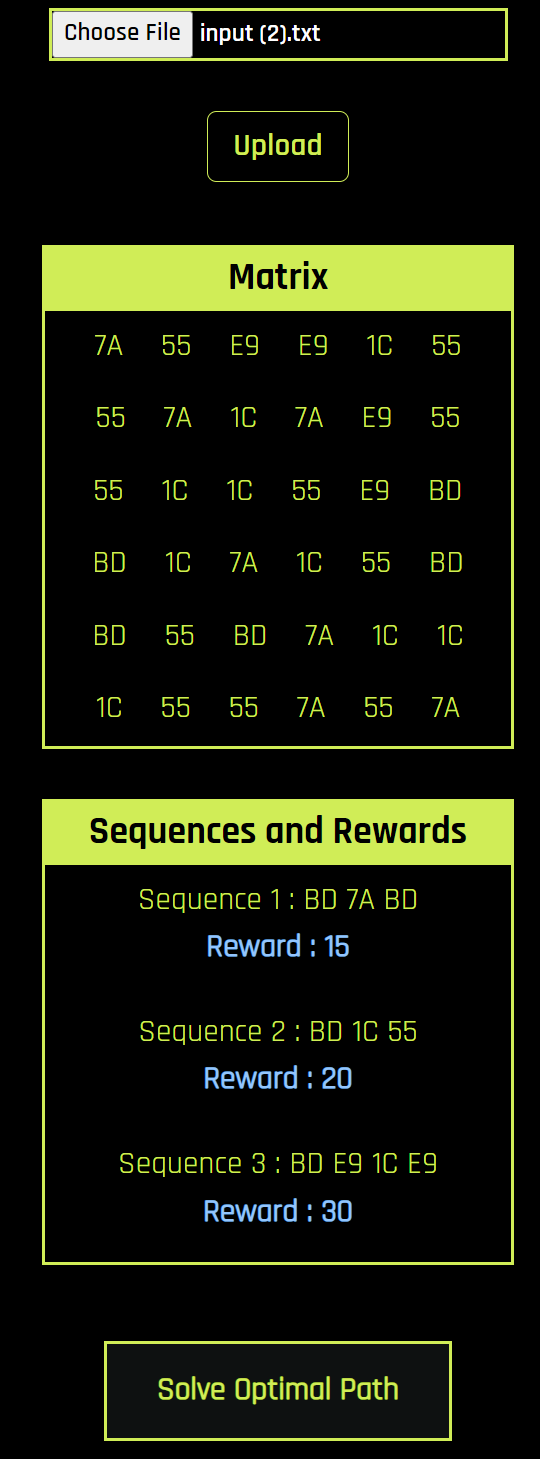 Choose File input (2).txt
Upload
Matrix
7A 55 E9 E9 1C 55
55 7A 1C 7A E9 55
55 1C 1C 55 E9 BD
BD 1C 7A 1C 55 BD
BD 55 BD 7A 1C 1C
1C 55 55 7A 55 7A
Sequences and Rewards
Sequence 1 : BD 7A BD
Reward : 15
Sequence 2 : BD 1C 55
Reward : 20
Sequence 3 : BD E9 1C E9
Reward : 30
Solve Optimal Path